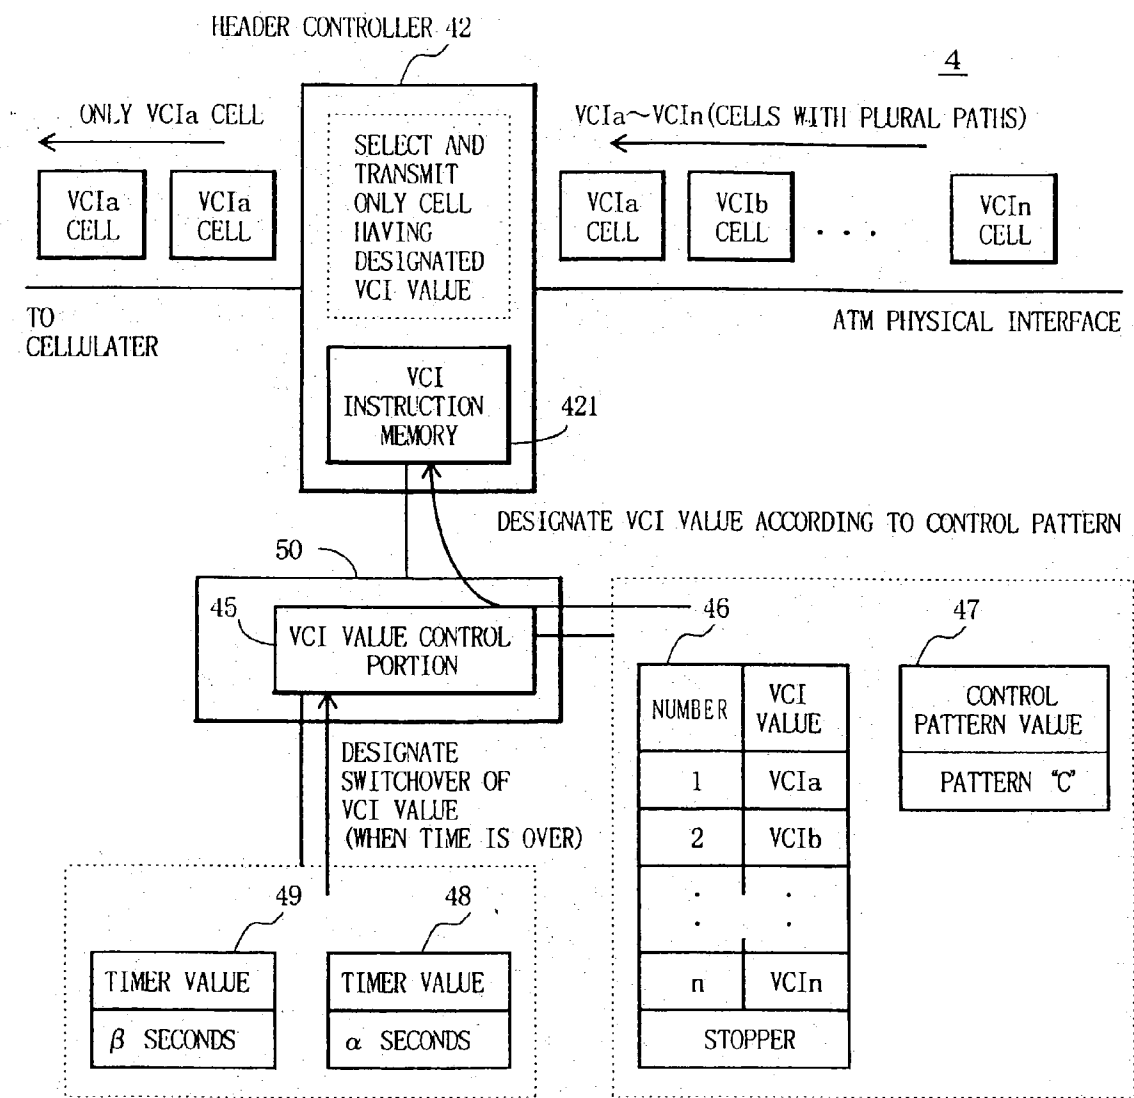 HEADER CONTROLLER 42
4
ONLY VCIa CELL
VCIa~VCIn(CELLS WITH PLURAL PATHS)
SELECT AND
TRANSMIT
ONLY CELL
HAVING
DESIGNATED
VCI VALUE
VCIa
CELL
VCIa
CELL
VCIa
CELL
VCIb
CELL
. . .
VCIn
CELL
TO
CELLULATER
ATM PHYSICAL INTERFACE
VCI
INSTRUCTION
MEMORY
421
DESIGNATE VCI VALUE ACCORDING TO CONTROL PATTERN
50
45
VCI VALUE CONTROL
PORTION
46
47
NUMBER
VCI
VALUE
1
VCIa
2
VCIb
. .
. .
n
VCIn
STOPPER
CONTROL
PATTERN VALUE
PATTERN "C"
DESIGNATE
SWITCHOVER OF
VCI VALUE
(WHEN TIME IS OVER)
49
48
TIMER VALUE
β SECONDS
TIMER VALUE
α SECONDS